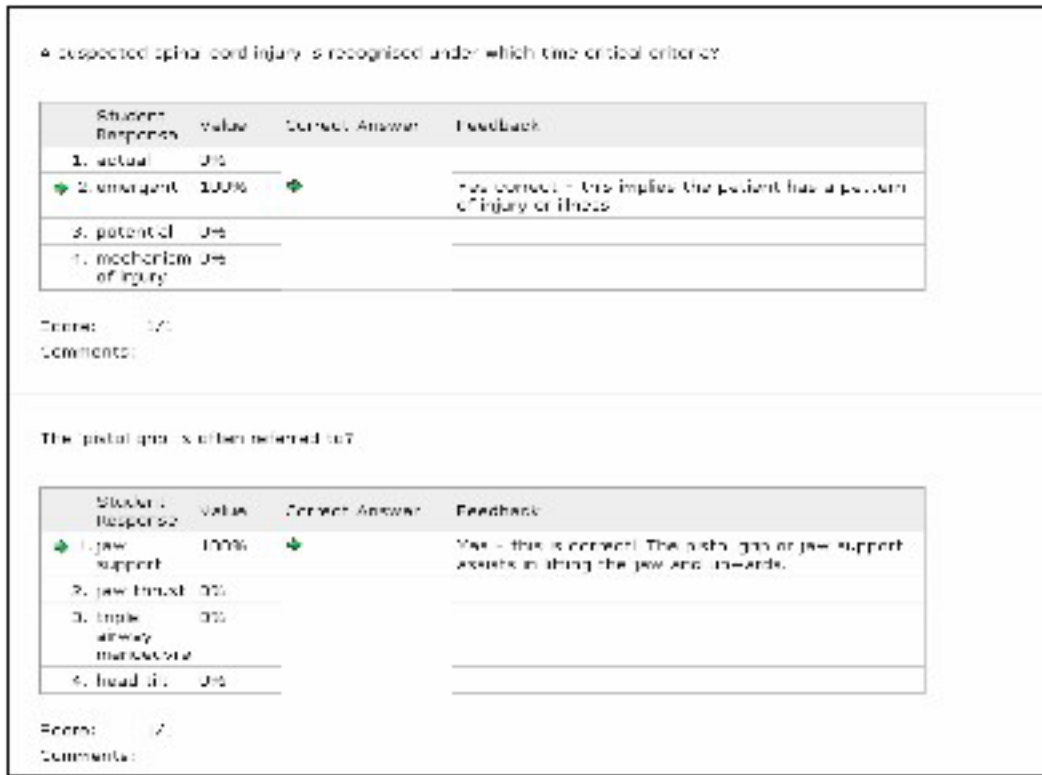 A suspected spinal cord injury is recognised under which time critical criteria?
Student Response Value Correct Answer Feedback
1. actual 0%
2. emergent 100% Yes correct - this implies the patient has a pattern
of injury or illness
3. potential 0%
4. mechanism 0%
of injury
Score: 1/1
Comments:
The 'pistol grip' is often referred to?
Student Response Value Correct Answer Feedback
1. jaw 100% Yes - this is correct! The pistol grip or jaw support
support assists in lifting the jaw and upwards.
2. jaw thrust 0%
3. triple 0%
airway
manoeuvre
4. head tilt 0%
Score: 1/1
Comments: